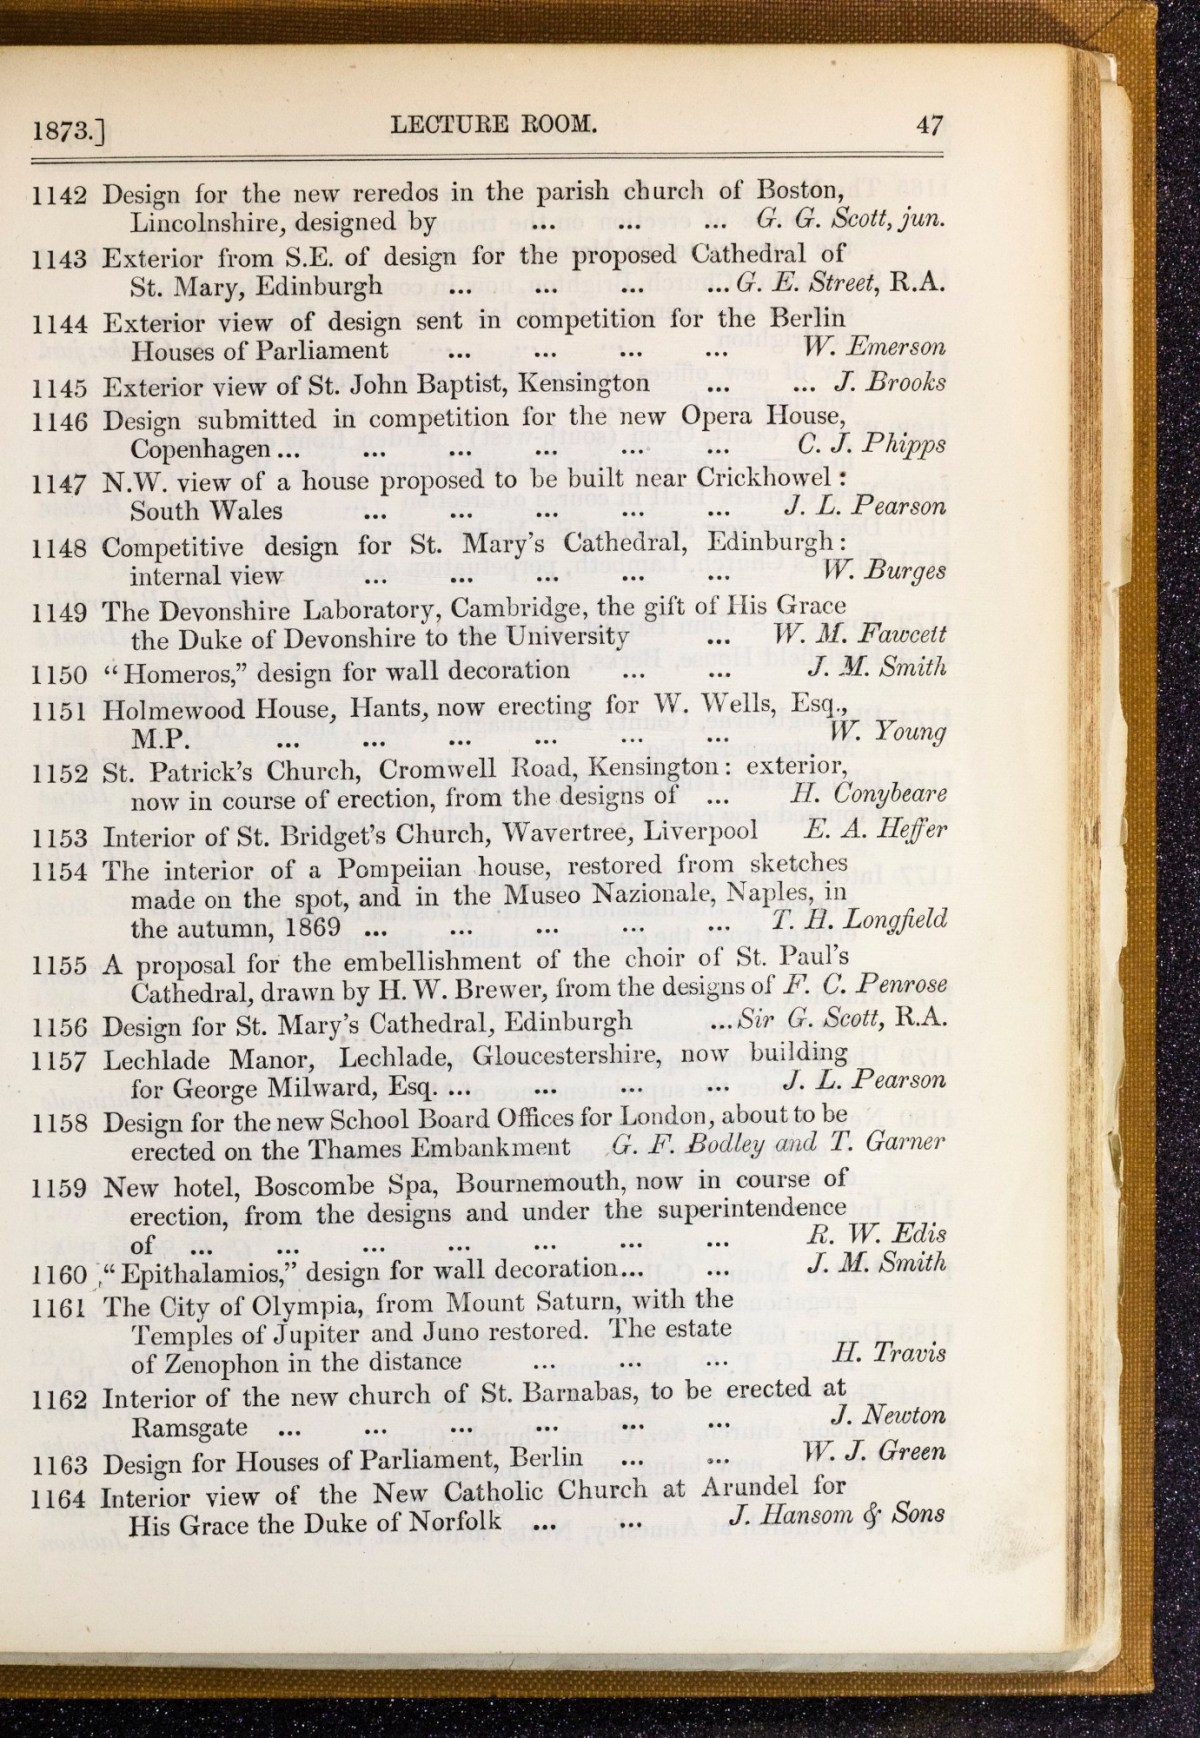 1873.] LECTURE ROOM. 47
1142 Design for the new reredos in the parish church of Boston,
Lincolnshire, designed by ... ... ... G. G. Scott, jun.
1143 Exterior from S.E. of design for the proposed Cathedral of
St. Mary, Edinburgh ... ... ... ... G. E. Street, R.A.
1144 Exterior view of design sent in competition for the Berlin
Houses of Parliament ... ... ... ... W. Emerson
1145 Exterior view of St. John Baptist, Kensington ... ... J. Brooks
1146 Design submitted in competition for the new Opera House,
Copenhagen ... ... ... ... ... ... C. J. Phipps
1147 N.W. view of a house proposed to be built near Crickhowel :
South Wales ... ... ... ... ... J. L. Pearson
1148 Competitive design for St. Mary's Cathedral, Edinburgh :
internal view ... ... ... ... ... W. Burges
1149 The Devonshire Laboratory, Cambridge, the gift of His Grace
the Duke of Devonshire to the University ... W. M. Fawcett
1150 “Homeros,” design for wall decoration ... ... J. M. Smith
1151 Holmewood House, Hants, now erecting for W. Wells, Esq.,
M.P. ... ... ... ... ... ... W. Young
1152 St. Patrick's Church, Cromwell Road, Kensington: exterior,
now in course of erection, from the designs of ... H. Conybeare
1153 Interior of St. Bridget's Church, Wavertree, Liverpool E. A. Heffer
1154 The interior of a Pompeiian house, restored from sketches
made on the spot, and in the Museo Nazionale, Naples, in
the autumn, 1869 ... ... ... ... ... T. H. Longfield
1155 A proposal for the embellishment of the choir of St. Paul's
Cathedral, drawn by H. W. Brewer, from the designs of F. C. Penrose
1156 Design for St. Mary's Cathedral, Edinburgh ... Sir G. Scott, R.A.
1157 Lechlade Manor, Lechlade, Gloucestershire, now building
for George Milward, Esq. ... ... ... ... J. L. Pearson
1158 Design for the new School Board Offices for London, about to be
erected on the Thames Embankment G. F. Bodley and T. Garner
1159 New hotel, Boscombe Spa, Bournemouth, now in course of
erection, from the designs and under the superintendence
of ... ... ... ... ... ... ... R. W. Edis
1160 “Epithalamios,” design for wall decoration... ... J. M. Smith
1161 The City of Olympia, from Mount Saturn, with the
Temples of Jupiter and Juno restored. The estate
of Zenophon in the distance ... ... ... H. Travis
1162 Interior of the new church of St. Barnabas, to be erected at
Ramsgate ... ... ... ... ... ... J. Newton
1163 Design for Houses of Parliament, Berlin ... ... W. J. Green
1164 Interior view of the New Catholic Church at Arundel for
His Grace the Duke of Norfolk ... ... J. Hansom & Sons